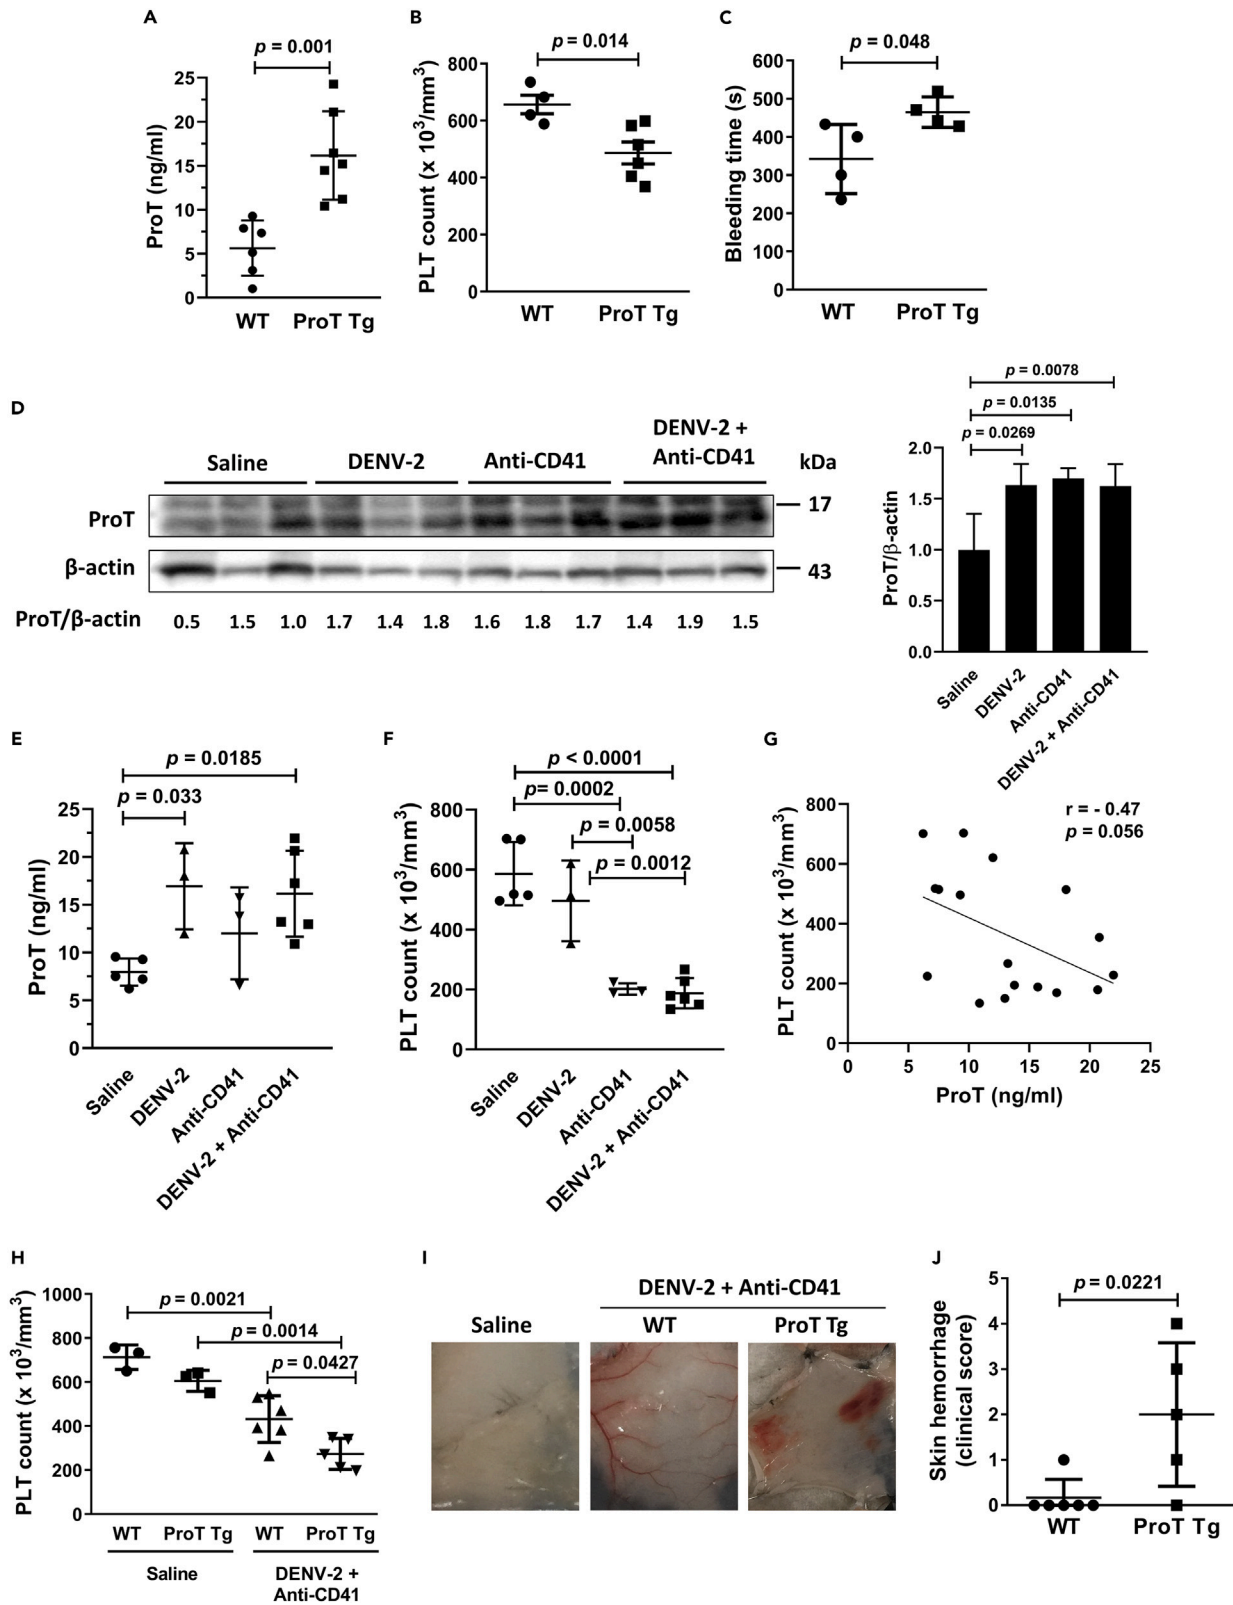 A
p = 0.001
ProT (ng/ml)
25
20
15
10
5
0
WT
ProT Tg
B
p = 0.014
PLT count (x 10³/mm³)
800
600
400
200
0
WT
ProT Tg
C
p = 0.048
Bleeding time (s)
600
500
400
300
200
100
0
WT
ProT Tg
D
Saline
DENV-2
Anti-CD41
DENV-2 +
Anti-CD41
kDa
ProT
17
β-actin
43
ProT/β-actin
0.5 1.5 1.0 1.7 1.4 1.8 1.6 1.8 1.7 1.4 1.9 1.5
p = 0.0078
p = 0.0135
p = 0.0269
ProT/β-actin
2.0
1.5
1.0
0.5
0.0
Saline
DENV-2
Anti-CD41
DENV-2 + Anti-CD41
E
p = 0.0185
p = 0.033
ProT (ng/ml)
25
20
15
10
5
0
Saline
DENV-2
Anti-CD41
DENV-2 + Anti-CD41
F
p < 0.0001
p= 0.0002
p = 0.0058
p = 0.0012
PLT count (x 10³/mm³)
800
600
400
200
0
Saline
DENV-2
Anti-CD41
DENV-2 + Anti-CD41
G
r = - 0.47
p = 0.056
PLT count (x 10³/mm³)
800
600
400
200
0
0 5 10 15 20 25
ProT (ng/ml)
H
p = 0.0021
p = 0.0014
p = 0.0427
PLT count (x 10³/mm³)
1000
800
600
400
200
0
WT
ProT Tg
WT
ProT Tg
Saline
DENV-2 +
Anti-CD41
I
DENV-2 + Anti-CD41
Saline
WT
ProT Tg
J
p = 0.0221
Skin hemorrhage
(clinical score)
5
4
3
2
1
0
WT
ProT Tg